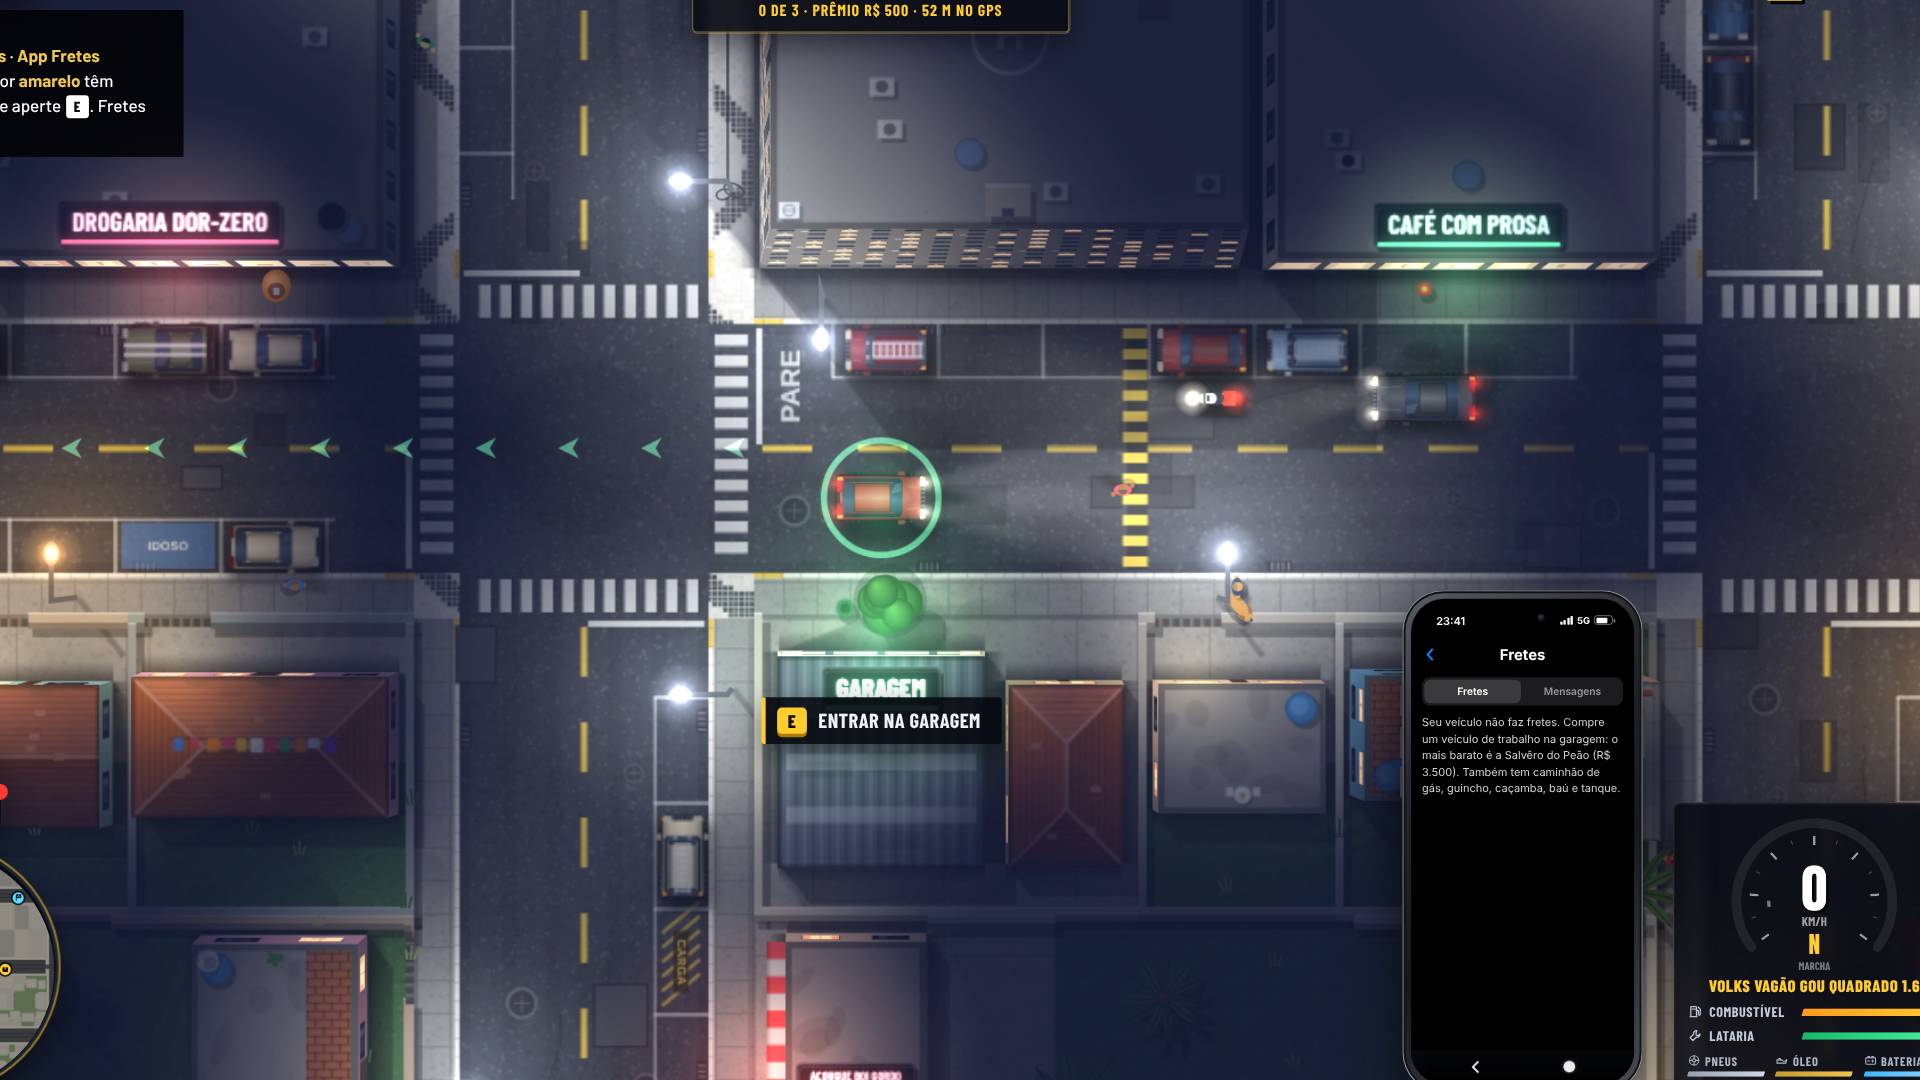 0 DE 3 · PRÊMIO R$ 500 · 52 M NO GPS
s · App Fretes
or amarelo têm
e aperte E. Fretes
DROGARIA DOR-ZERO
CAFÉ COM PROSA
PARE
IDOSO
GARAGEM
E ENTRAR NA GARAGEM
CARGA
23:41
5G
Fretes
Fretes
Mensagens
Seu veículo não faz fretes. Compre
um veículo de trabalho na garagem: o
mais barato é a Salvêro do Peão (R$
3.500). Também tem caminhão de
gás, guincho, caçamba, baú e tanque.
0
KM/H
N
MARCHA
VOLKS VAGÃO GOU QUADRADO 1.6
COMBUSTÍVEL
LATARIA
PNEUS
ÓLEO
BATERIA